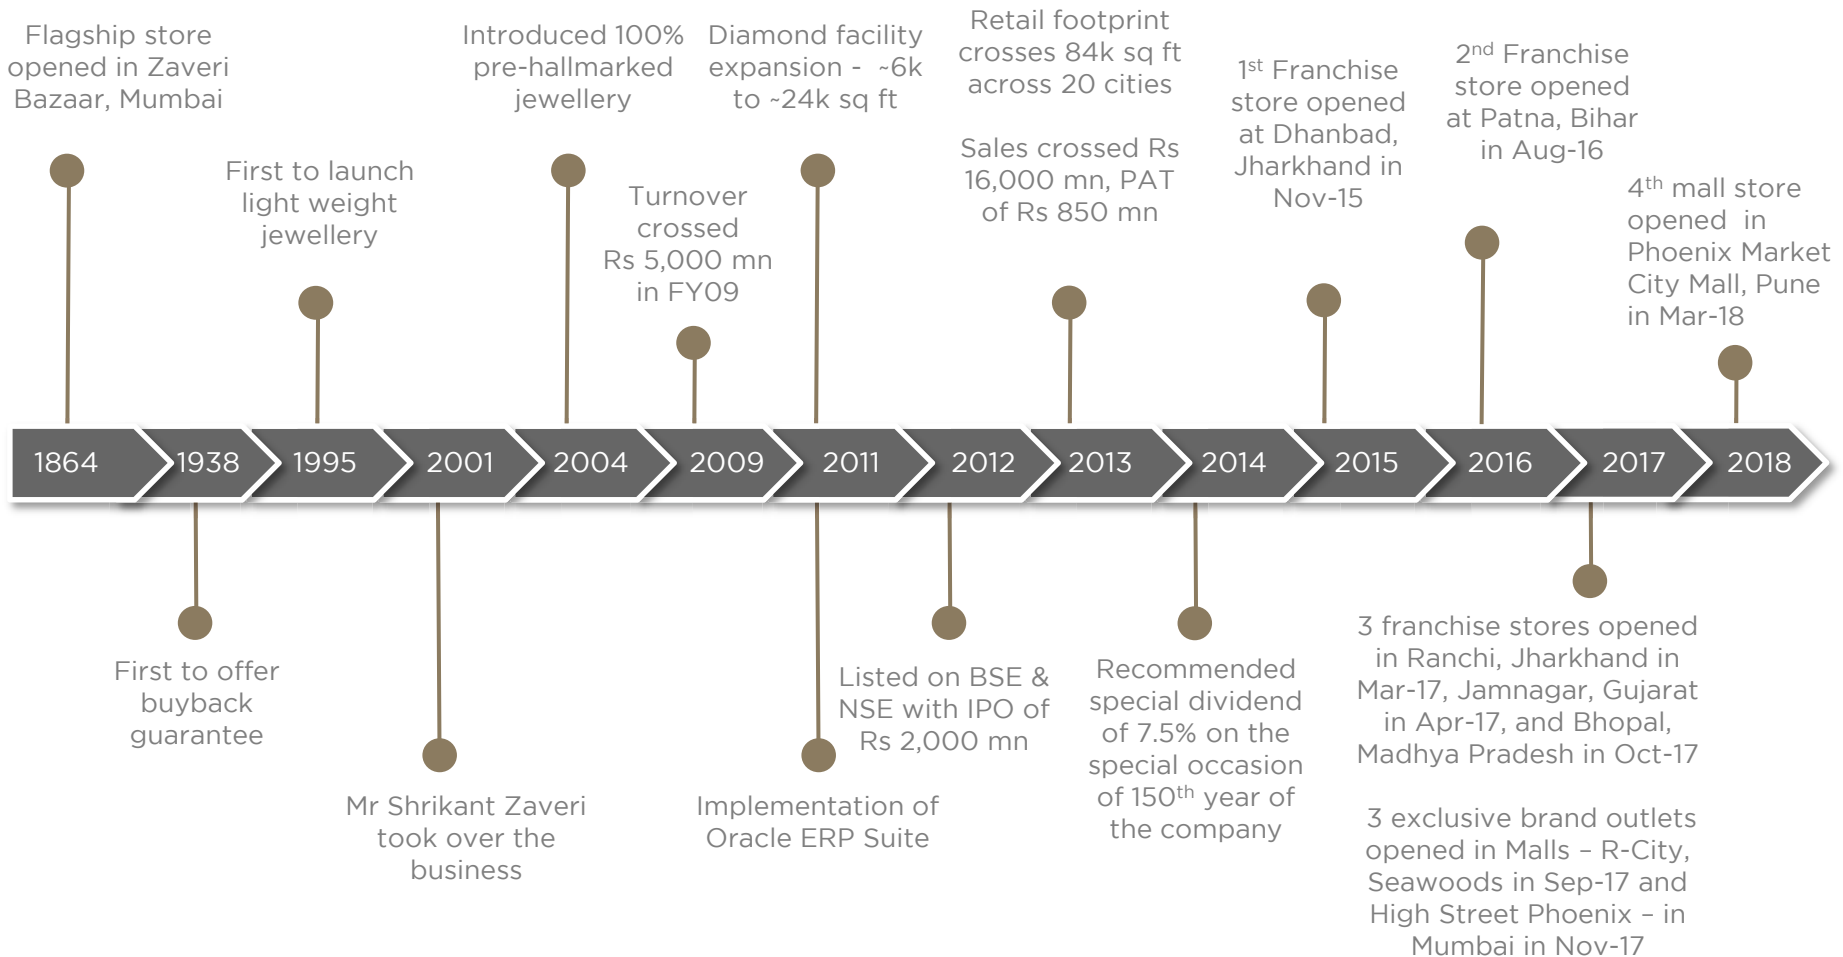 Flagship store
opened in Zaveri
Bazaar, Mumbai
First to launch
light weight
jewellery
Introduced 100%
pre-hallmarked
jewellery
Turnover
crossed
Rs 5,000 mn
in FY09
Diamond facility
expansion - ~6k
to ~24k sq ft
Retail footprint
crosses 84k sq ft
across 20 cities
Sales crossed Rs
16,000 mn, PAT
of Rs 850 mn
1st Franchise
store opened
at Dhanbad,
Jharkhand in
Nov-15
2nd Franchise
store opened
at Patna, Bihar
in Aug-16
4th mall store
opened in
Phoenix Market
City Mall, Pune
in Mar-18
1864 1938 1995 2001 2004 2009 2011 2012 2013 2014 2015 2016 2017 2018
First to offer
buyback
guarantee
Mr Shrikant Zaveri
took over the
business
Implementation of
Oracle ERP Suite
Listed on BSE &
NSE with IPO of
Rs 2,000 mn
Recommended
special dividend
of 7.5% on the
special occasion
of 150th year of
the company
3 franchise stores opened
in Ranchi, Jharkhand in
Mar-17, Jamnagar, Gujarat
in Apr-17, and Bhopal,
Madhya Pradesh in Oct-17
3 exclusive brand outlets
opened in Malls – R-City,
Seawoods in Sep-17 and
High Street Phoenix – in
Mumbai in Nov-17